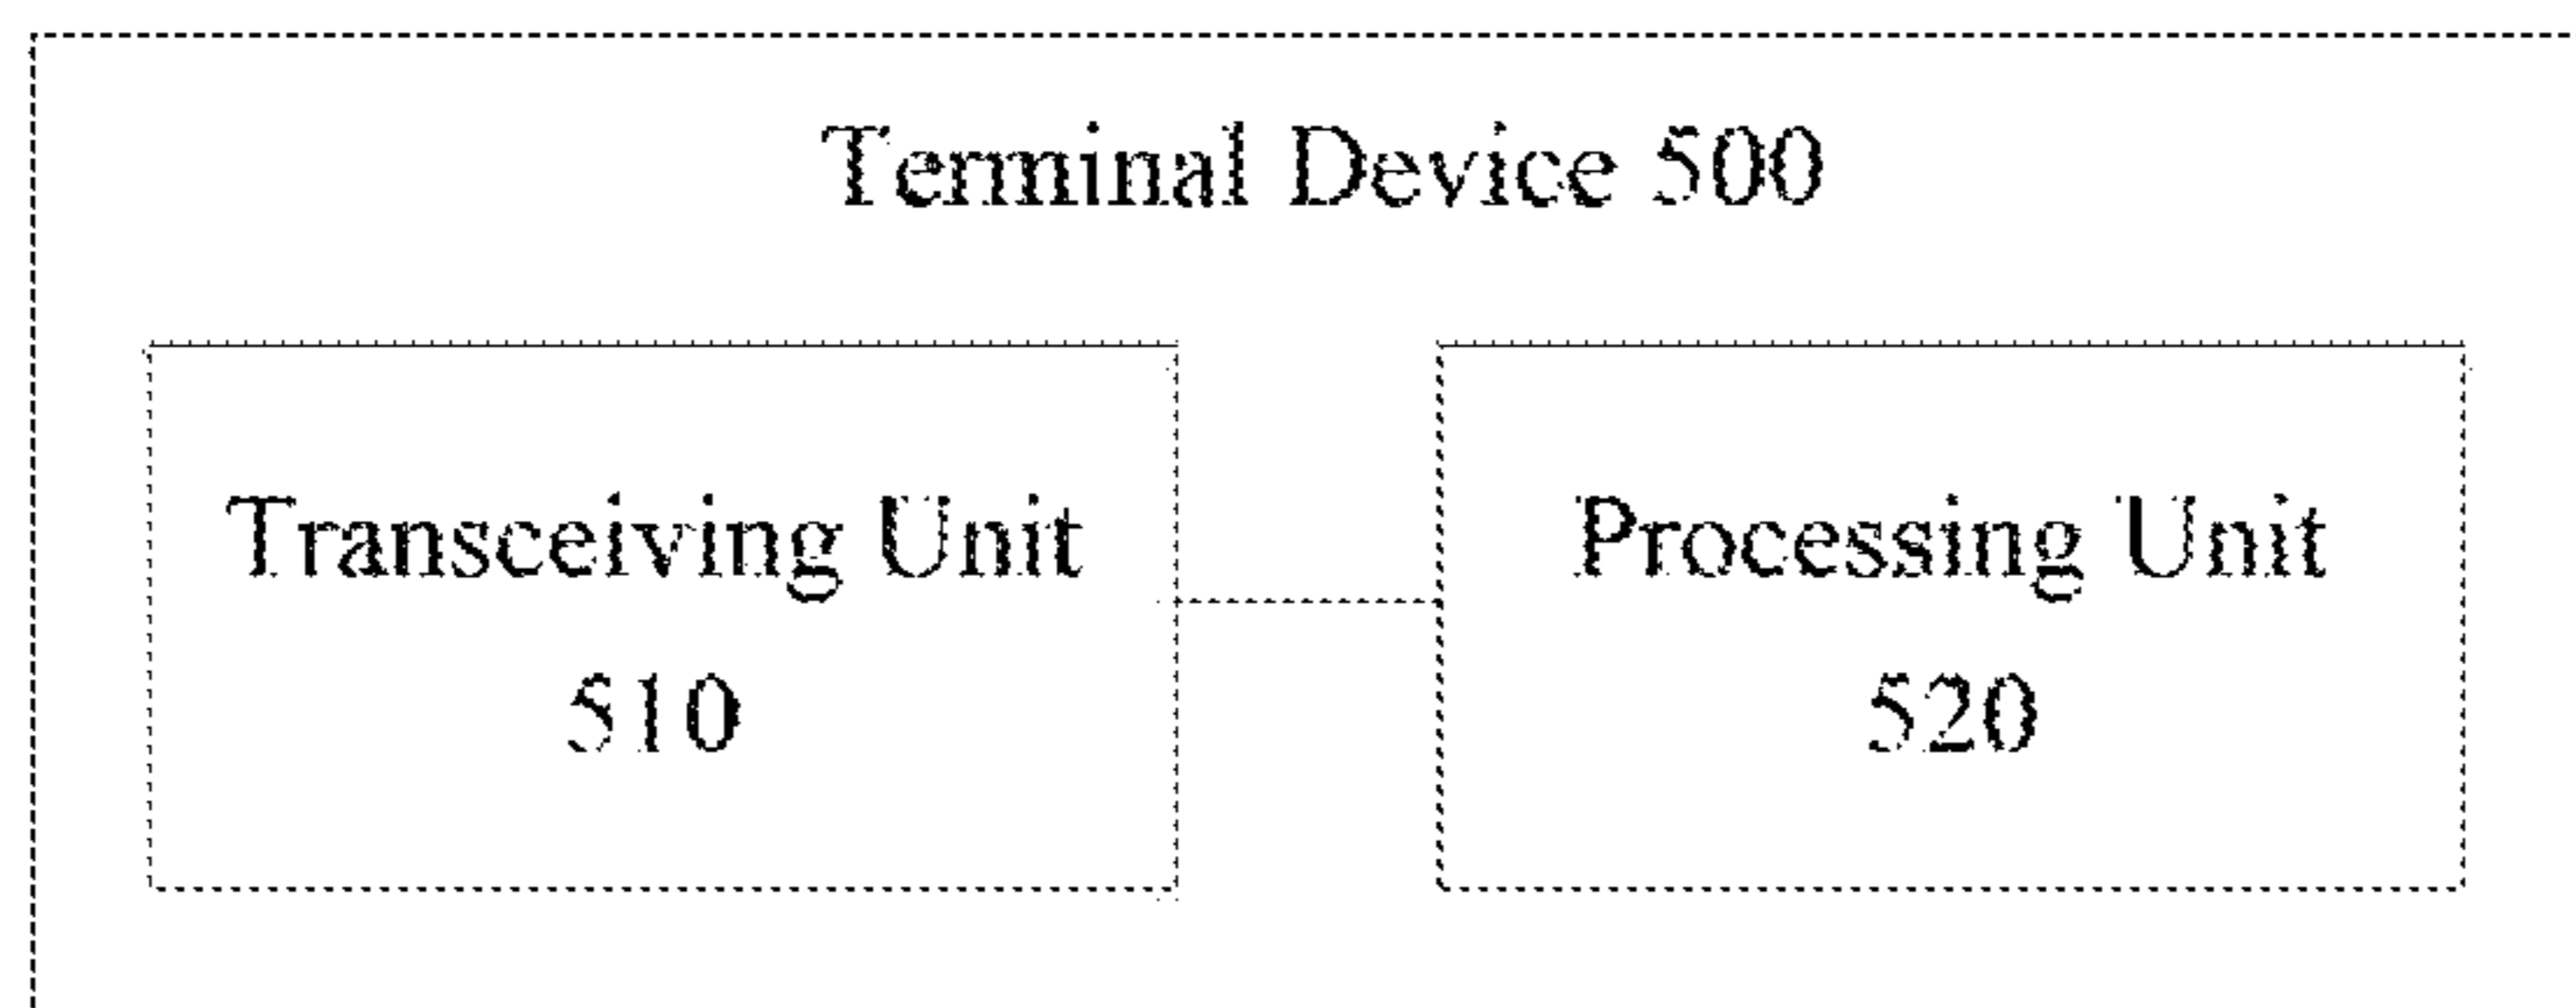 Terminal Device 500
Transceiving Unit
510
Processing Unit
520